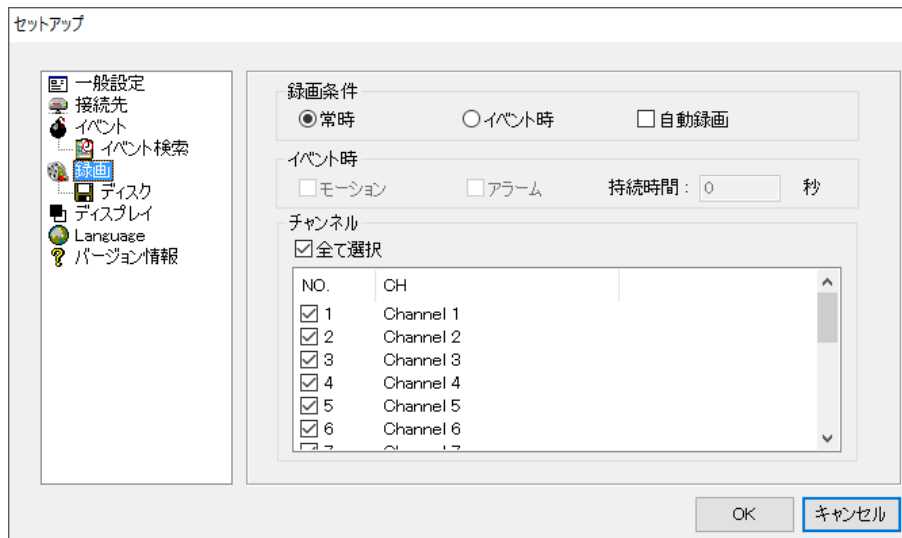 セットアップ
一般設定
接続先
イベント
イベント検索
録画
ディスク
ディスプレイ
Language
バージョン情報
録画条件
常時 イベント時 自動録画
イベント時
モーション アラーム 持続時間： 0 秒
チャンネル
全て選択
NO. CH
1 Channel 1
2 Channel 2
3 Channel 3
4 Channel 4
5 Channel 5
6 Channel 6
7 Channel 7
OK キャンセル